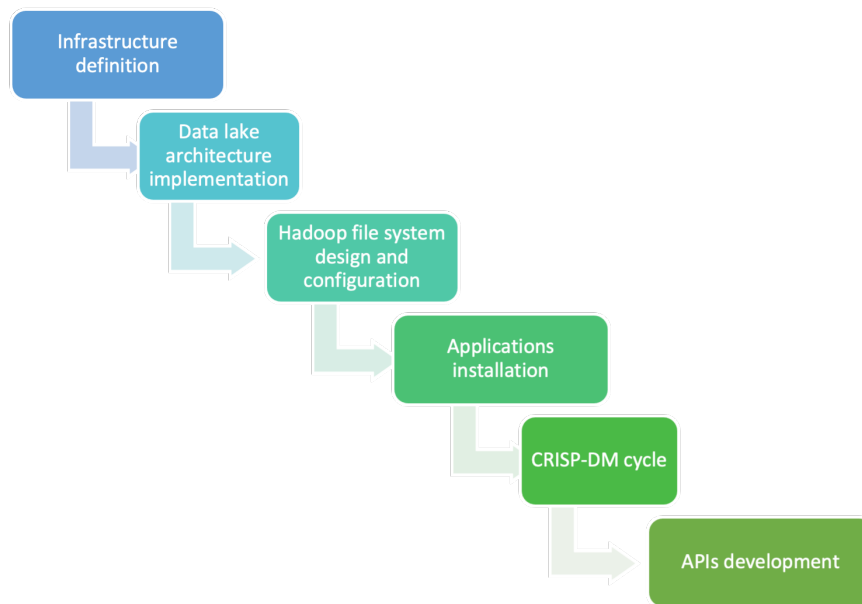 Infrastructure
definition
Data lake
architecture
implementation
Hadoop file system
design and
configuration
Applications
installation
CRISP-DM cycle
APIs development